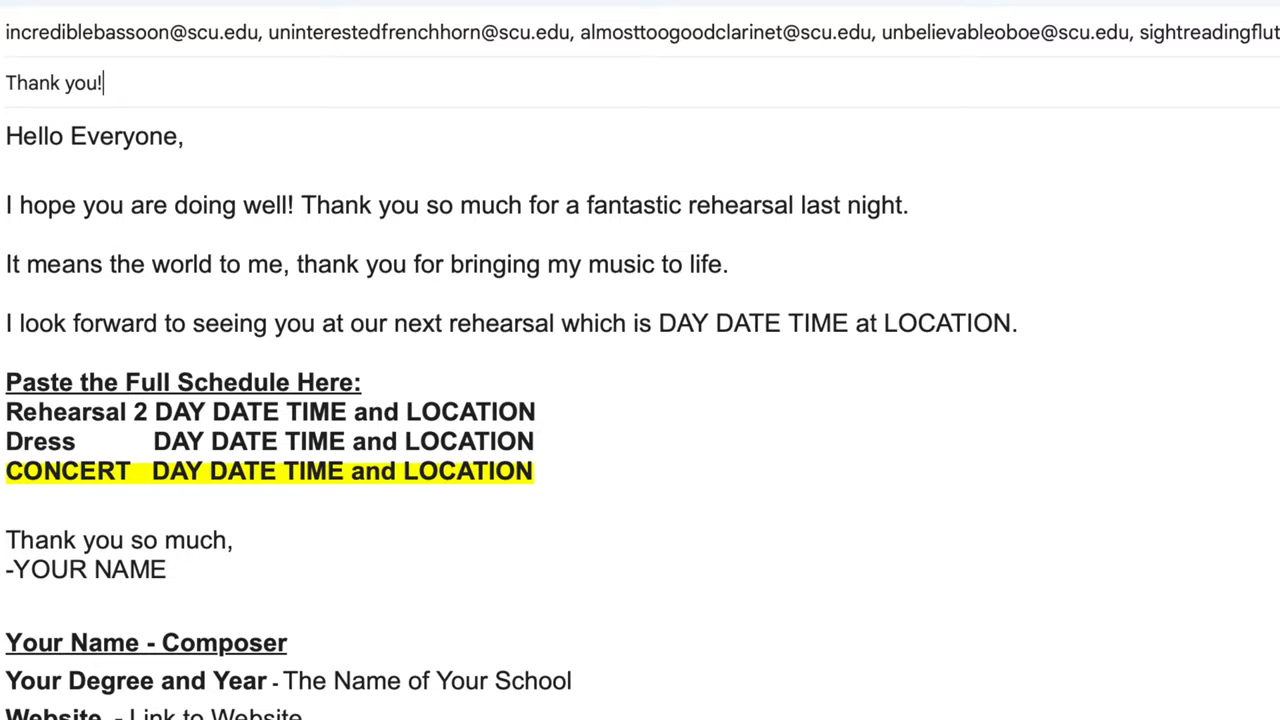 incrediblebassoon@scu.edu, uninterestedfrenchhorn@scu.edu, almosttoogoodclarinet@scu.edu, unbelievableoboe@scu.edu, sightreadingflut
Thank you!
Hello Everyone,
I hope you are doing well! Thank you so much for a fantastic rehearsal last night.
It means the world to me, thank you for bringing my music to life.
I look forward to seeing you at our next rehearsal which is DAY DATE TIME at LOCATION.
Paste the Full Schedule Here:
Rehearsal 2 DAY DATE TIME and LOCATION
Dress DAY DATE TIME and LOCATION
CONCERT DAY DATE TIME and LOCATION
Thank you so much,
-YOUR NAME
Your Name - Composer
Your Degree and Year - The Name of Your School
Website - Link to Website